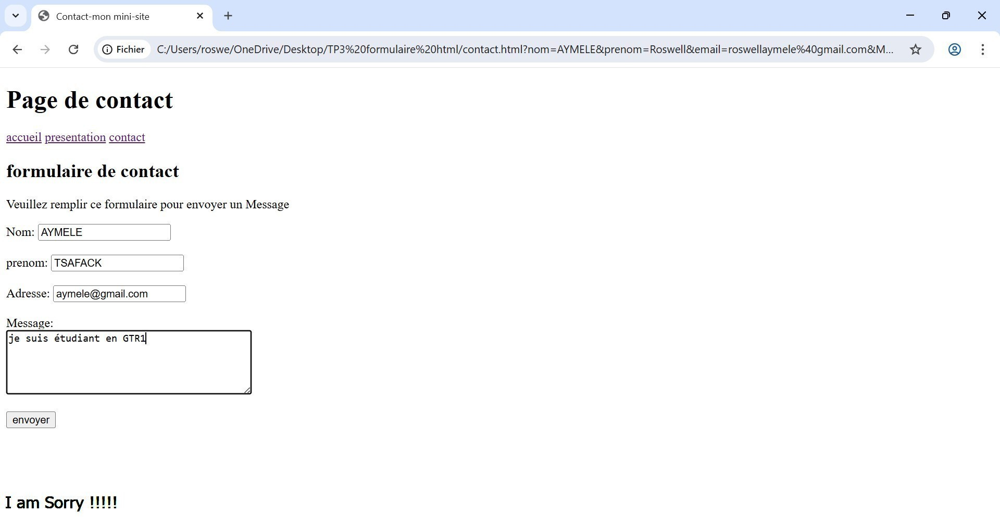 Contact-mon mini-site
Fichier C:/Users/roswe/OneDrive/Desktop/TP3%20formulaire%20html/contact.html?nom=AYMELE&prenom=Roswell&email=roswellaymele%40gmail.com&M...
Page de contact
accueil presentation contact
formulaire de contact
Veuillez remplir ce formulaire pour envoyer un Message
Nom: AYMELE
prenom: TSAFACK
Adresse: aymele@gmail.com
Message:
je suis étudiant en GTR1
envoyer
I am Sorry !!!!!